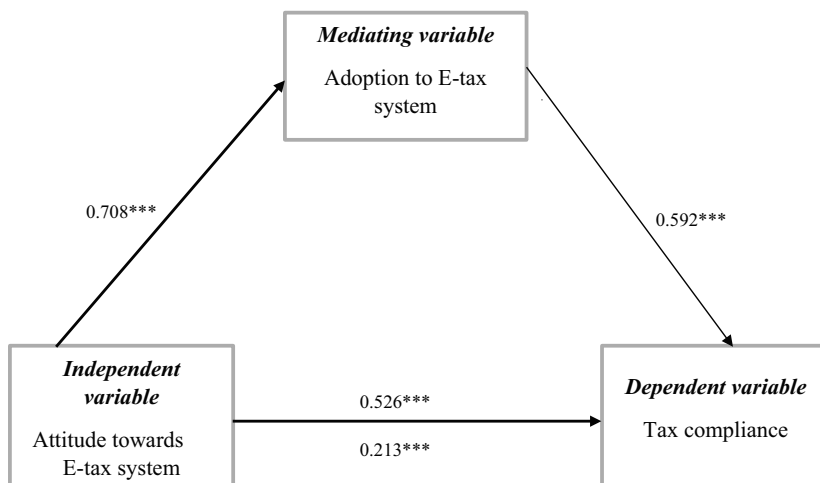 Mediating variable
Adoption to E-tax
system
0.708***
0.592***
Independent
variable
Attitude towards
E-tax system
0.526***
0.213***
Dependent variable
Tax compliance